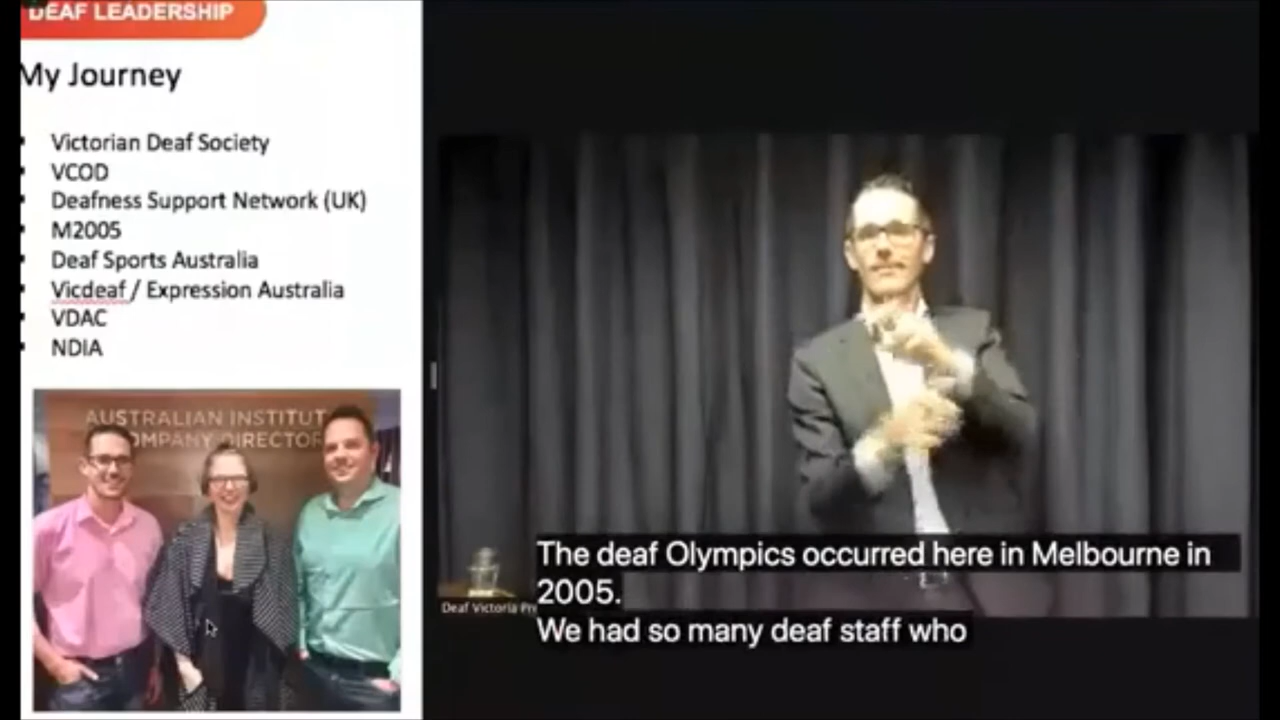 DEAF LEADERSHIP
My Journey
Victorian Deaf Society
VCOD
Deafness Support Network (UK)
M2005
Deaf Sports Australia
Vicdeaf / Expression Australia
VDAC
NDIA
AUSTRALIAN INSTITUT
COMPANY DIRECTOR
The deaf Olympics occurred here in Melbourne in
2005.
Deaf Victoria
We had so many deaf staff who